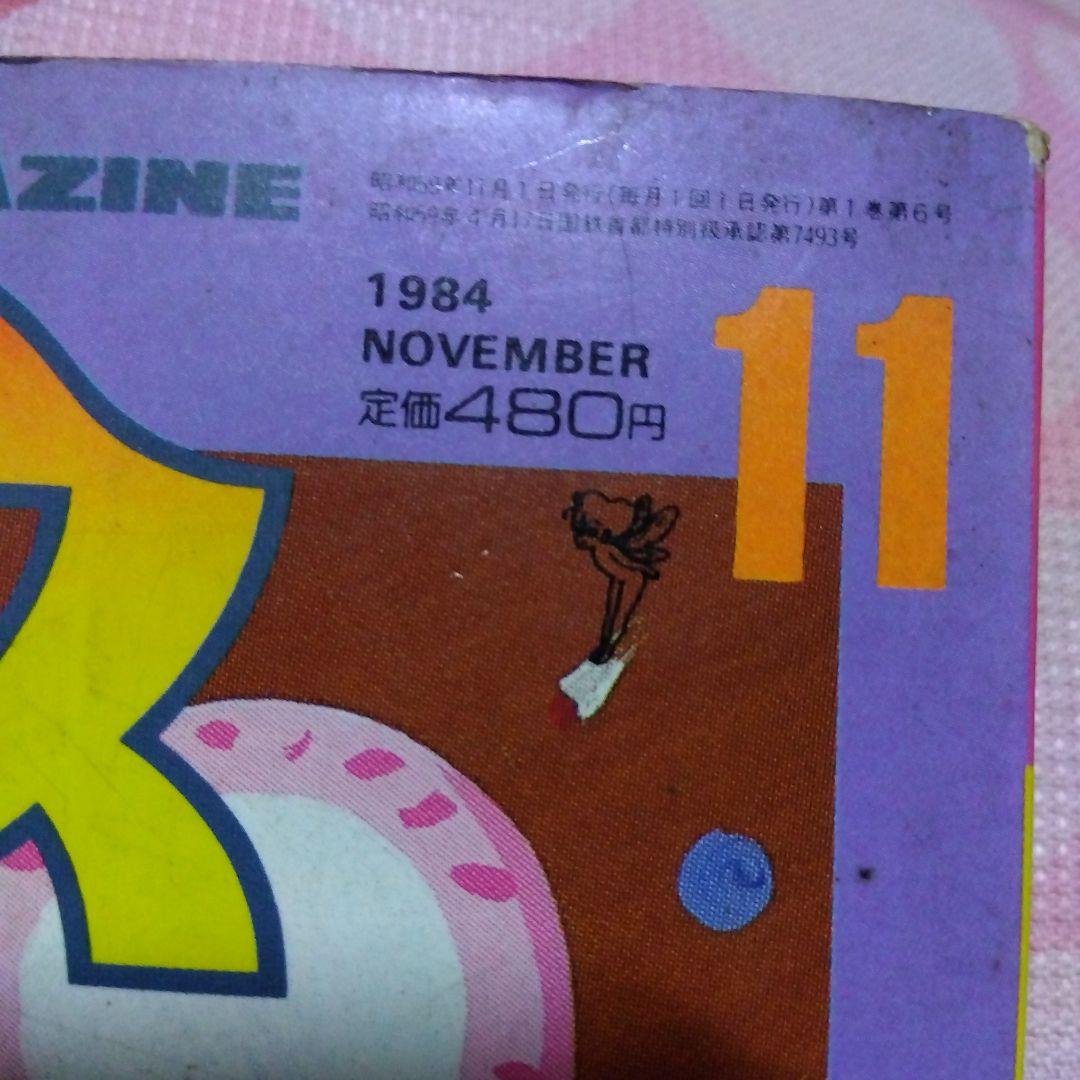 AZINE
昭和59年11月1日発行(毎月1回1日発行)第1巻第6号
昭和59年4月17日国鉄首都特別扱承認第7493号
1984
NOVEMBER
定価480円
11